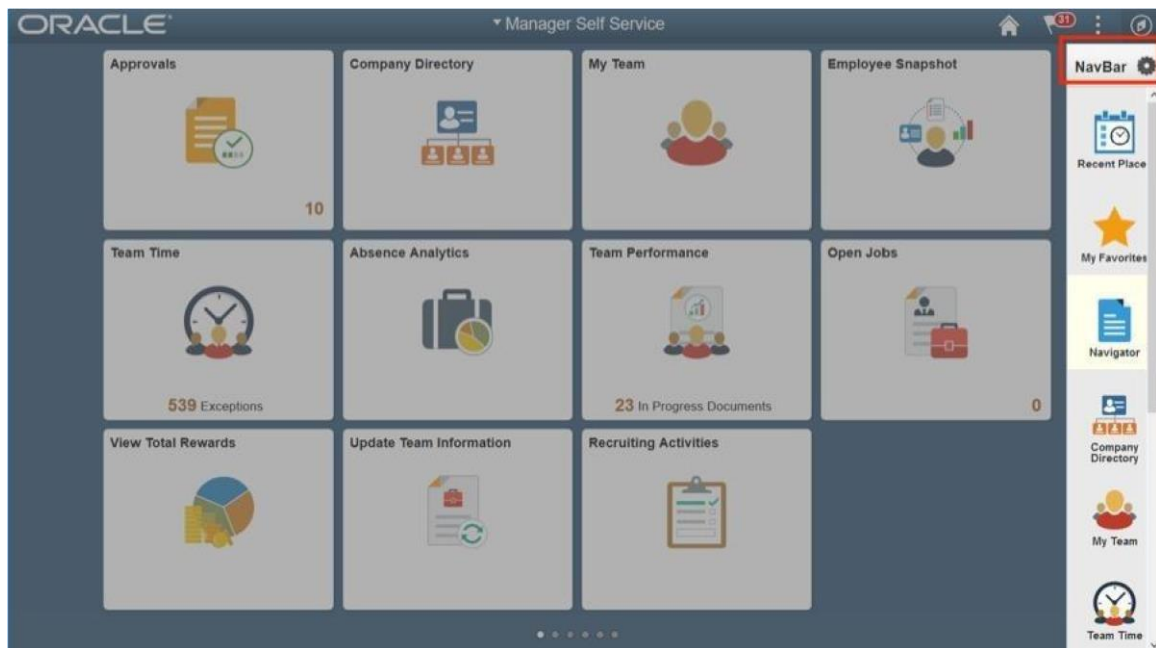 ORACLE
Manager Self Service
31
NavBar
Approvals
10
Company Directory
My Team
Employee Snapshot
Team Time
539 Exceptions
Absence Analytics
Team Performance
23 In Progress Documents
Open Jobs
0
View Total Rewards
Update Team Information
Recruiting Activities
Recent Place
My Favorites
Navigator
Company
Directory
My Team
Team Time